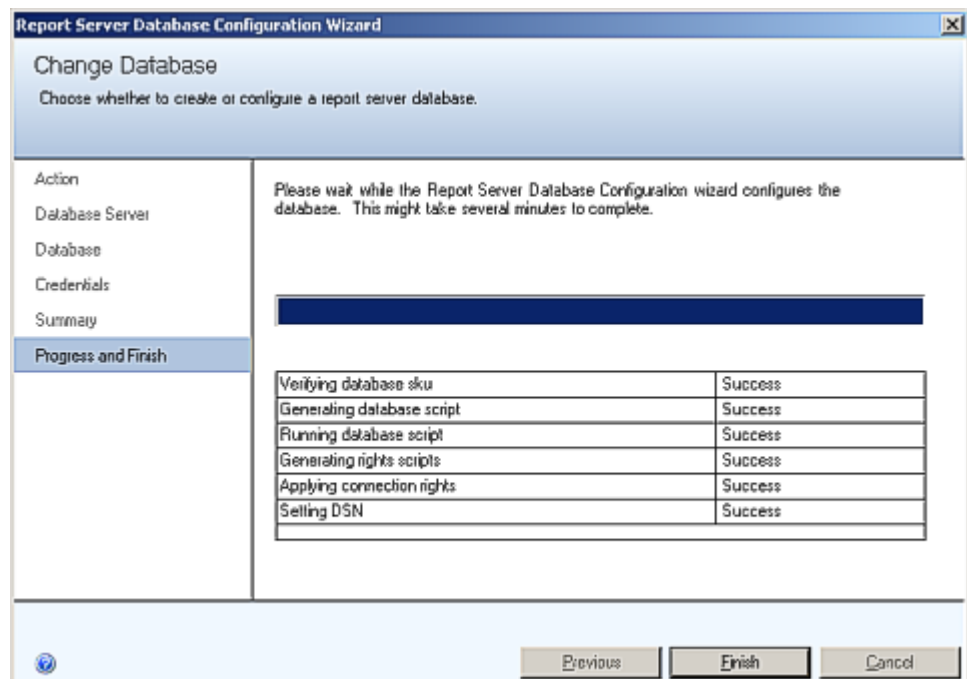 Report Server Database Configuration Wizard
Change Database
Choose whether to create or configure a report server database.
Action
Database Server
Database
Credentials
Summary
Progress and Finish
Please wait while the Report Server Database Configuration wizard configures the
database. This might take several minutes to complete.
Verifying database sku Success
Generating database script Success
Running database script Success
Generating rights scripts Success
Applying connection rights Success
Setting DSN Success
Previous Finish Cancel